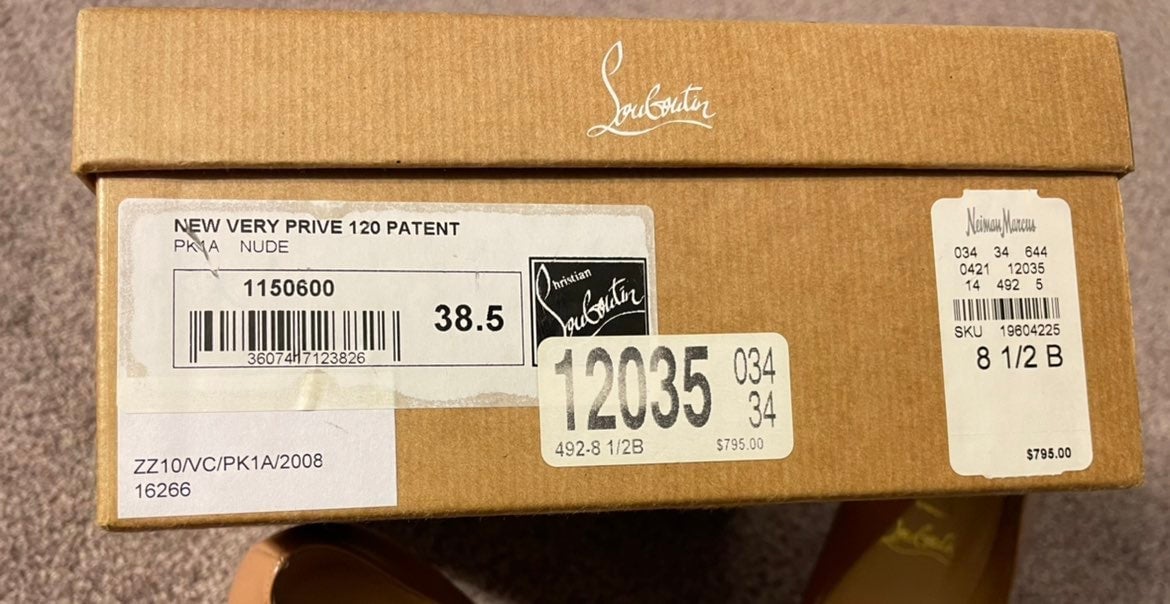 Louboutin
NEW VERY PRIVE 120 PATENT
PK1A NUDE
1150600
38.5
3607477123826
Christian
Louboutin
12035 034
34
492-8 1/2B $795.00
ZZ10/VC/PK1A/2008
16266
Neiman Marcus
034 34 644
0421 12035
14 492 5
SKU 19604225
8 1/2 B
$795.00
Louboutin